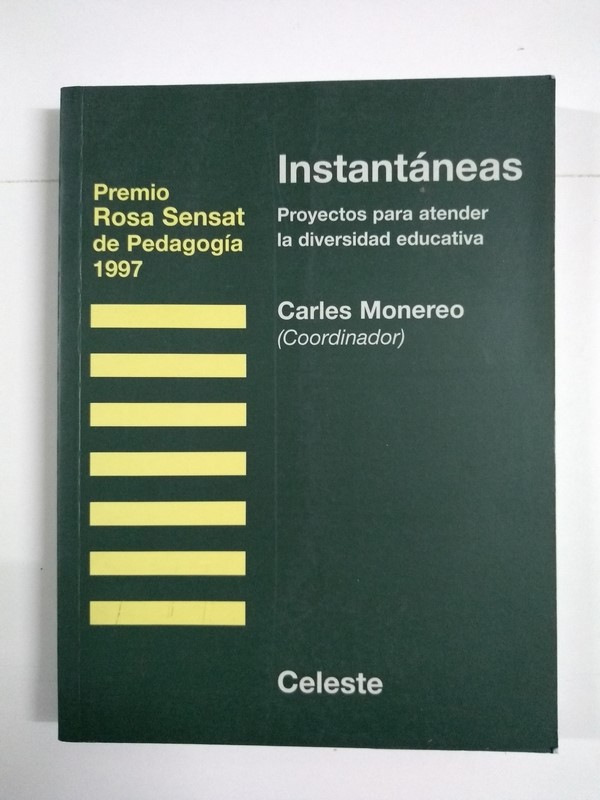 Premio
Rosa Sensat
de Pedagogía
1997
Instantáneas
Proyectos para atender
la diversidad educativa
Carles Monereo
(Coordinador)
Celeste